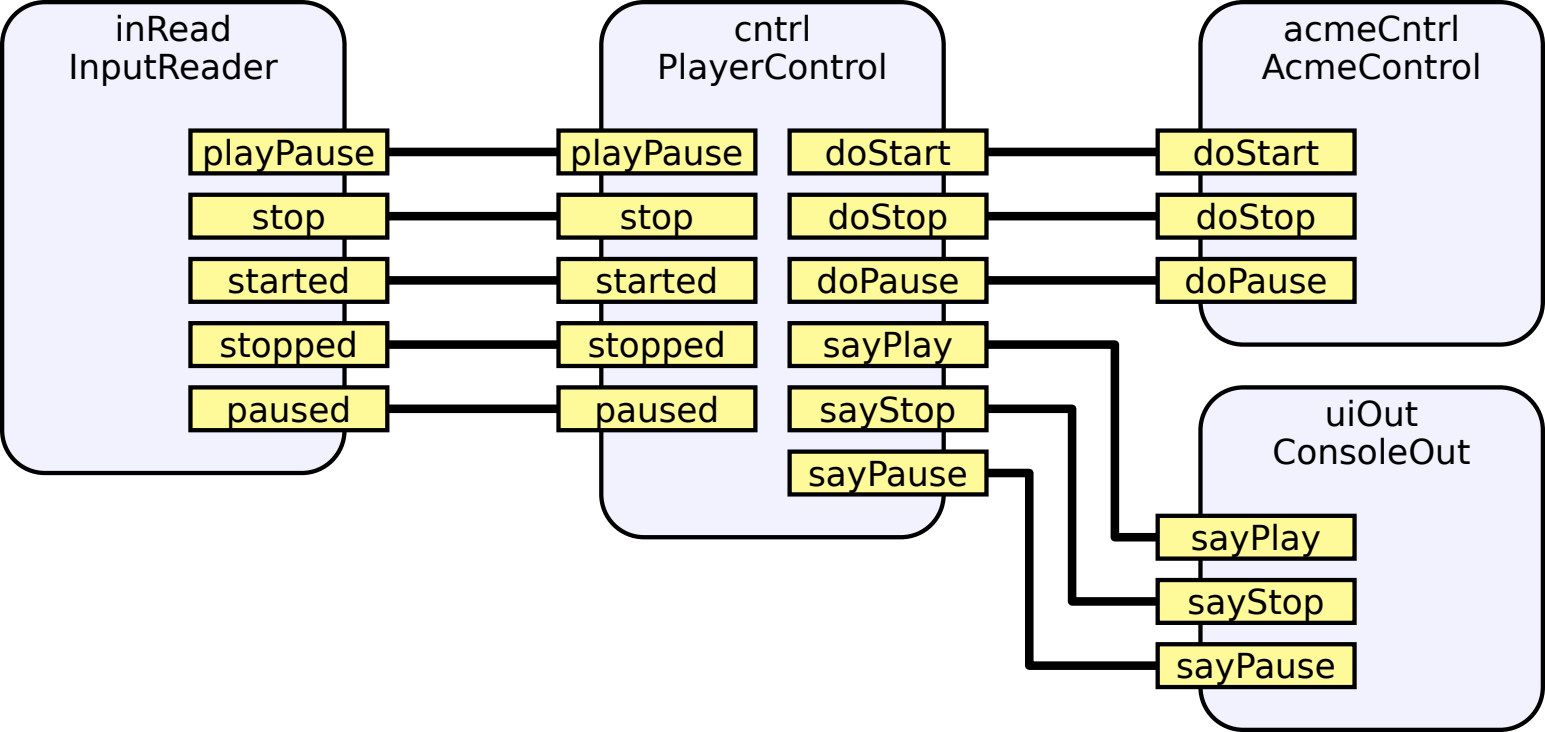 inRead
InputReader
playPause
stop
started
stopped
paused
cntrl
PlayerControl
playPause
stop
started
stopped
paused
doStart
doStop
doPause
sayPlay
sayStop
sayPause
acmeCntrl
AcmeControl
doStart
doStop
doPause
uiOut
ConsoleOut
sayPlay
sayStop
sayPause